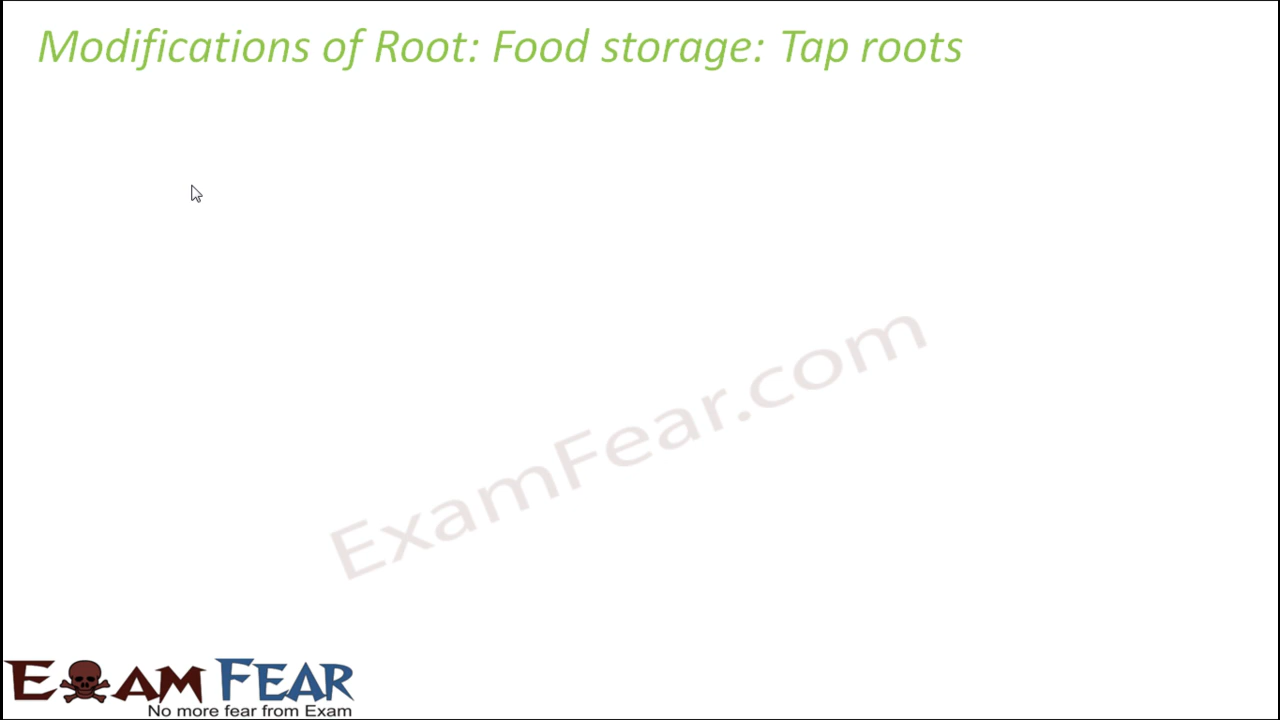 Modifications of Root: Food storage: Tap roots
ExamFear.com
EXAM FEAR
No more fear from Exam